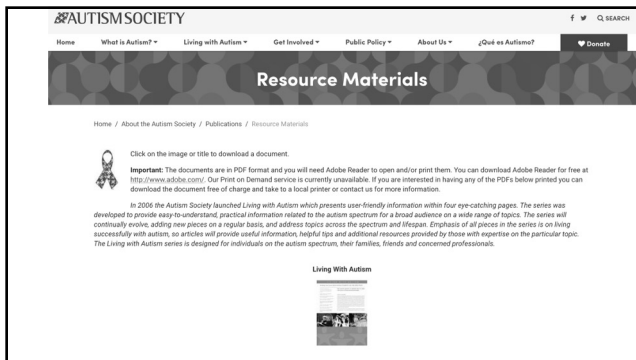 AUTISM SOCIETY
SEARCH
Home What is Autism? Living with Autism Get Involved Public Policy About Us ¿Qué es Autismo? Donate
Resource Materials
Home / About the Autism Society / Publications / Resource Materials
Click on the image or title to download a document.
Important: The documents are in PDF format and you will need Adobe Reader to open and/or print them. You can download Adobe Reader for free at
http://www.adobe.com/. Our Print on Demand service is currently unavailable. If you are interested in having any of the PDFs below printed you can
download the document free of charge and take to a local printer or contact us for more information.
In 2006 the Autism Society launched Living with Autism which presents user-friendly information within four eye-catching pages. The series was
developed to provide easy-to-understand, practical information related to the autism spectrum for a broad audience on a wide range of topics. The series will
continually evolve, adding new pieces on a regular basis, and address topics across the spectrum and lifespan. Emphasis of all pieces in the series is on living
successfully with autism, so articles will provide useful information, helpful tips and additional resources provided by those with expertise on the particular topic.
The Living with Autism series is designed for individuals on the autism spectrum, their families, friends and concerned professionals.
Living With Autism